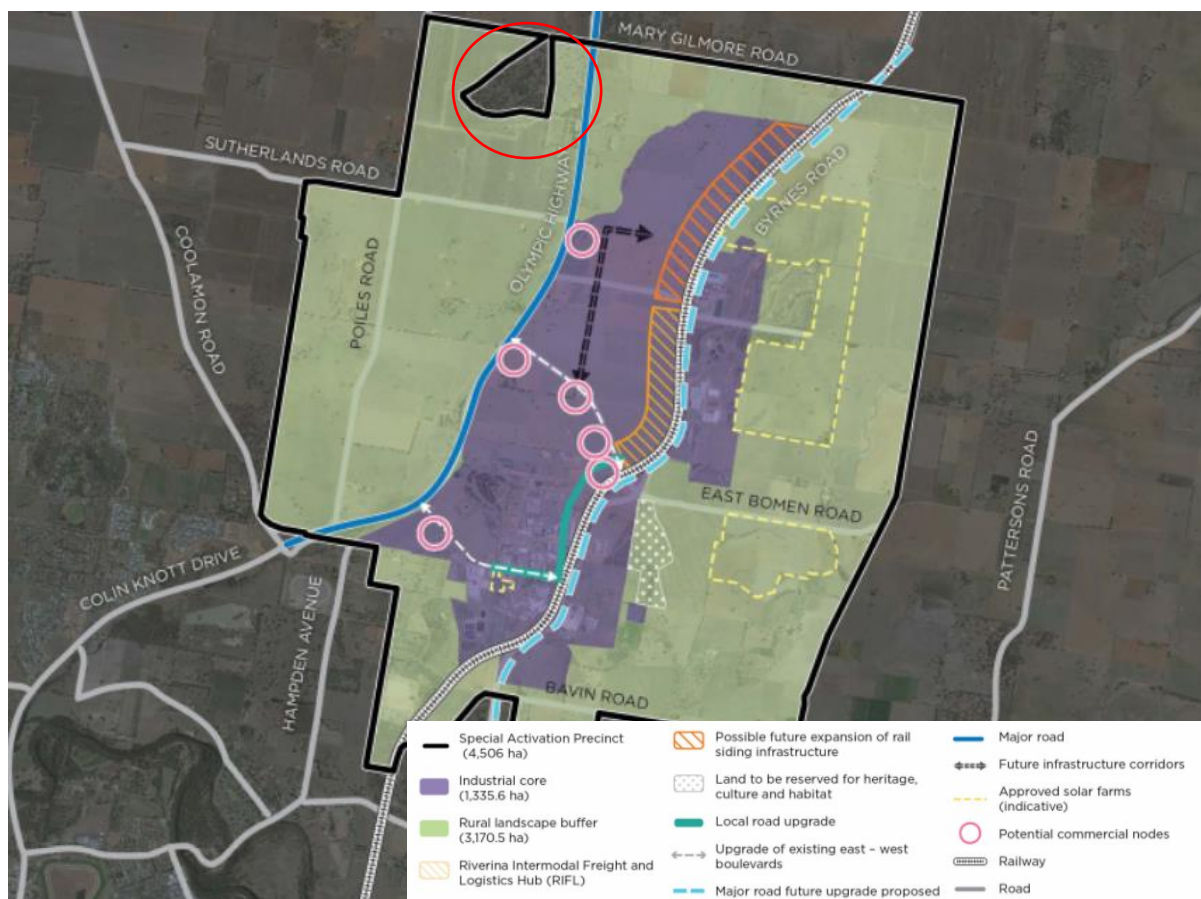 MARY GILMORE ROAD
SUTHERLANDS ROAD
COOLAMON ROAD
POILES ROAD
OLYMPIC HIGHWAY
BYRNES ROAD
EAST BOMEN ROAD
PATTERSONS ROAD
COLIN KNOTT DRIVE
HAMPDEN AVENUE
BAVIN ROAD
Special Activation Precinct
(4,506 ha)
Industrial core
(1,335.6 ha)
Rural landscape buffer
(3,170.5 ha)
Riverina Intermodal Freight and
Logistics Hub (RIFL)
Possible future expansion of rail
siding infrastructure
Land to be reserved for heritage,
culture and habitat
Local road upgrade
Upgrade of existing east – west
boulevards
Major road future upgrade proposed
Major road
Future infrastructure corridors
Approved solar farms
(indicative)
Potential commercial nodes
Railway
Road